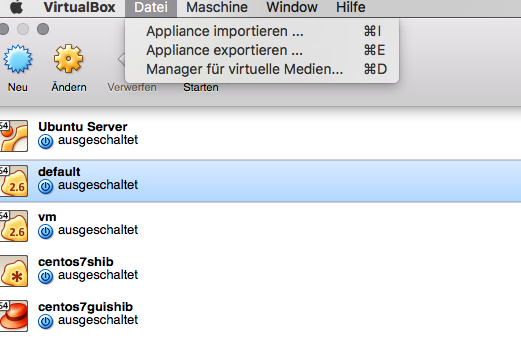 VirtualBox Datei Maschine Window Hilfe
Appliance importieren ... ⌘I
Appliance exportieren ... ⌘E
Manager für virtuelle Medien... ⌘D
Neu Ändern Verwerfen Starten
64 Ubuntu Server
ausgeschaltet
64 default
2.6 ausgeschaltet
64 vm
2.6 ausgeschaltet
64 centos7shib
ausgeschaltet
64 centos7guishib
ausgeschaltet